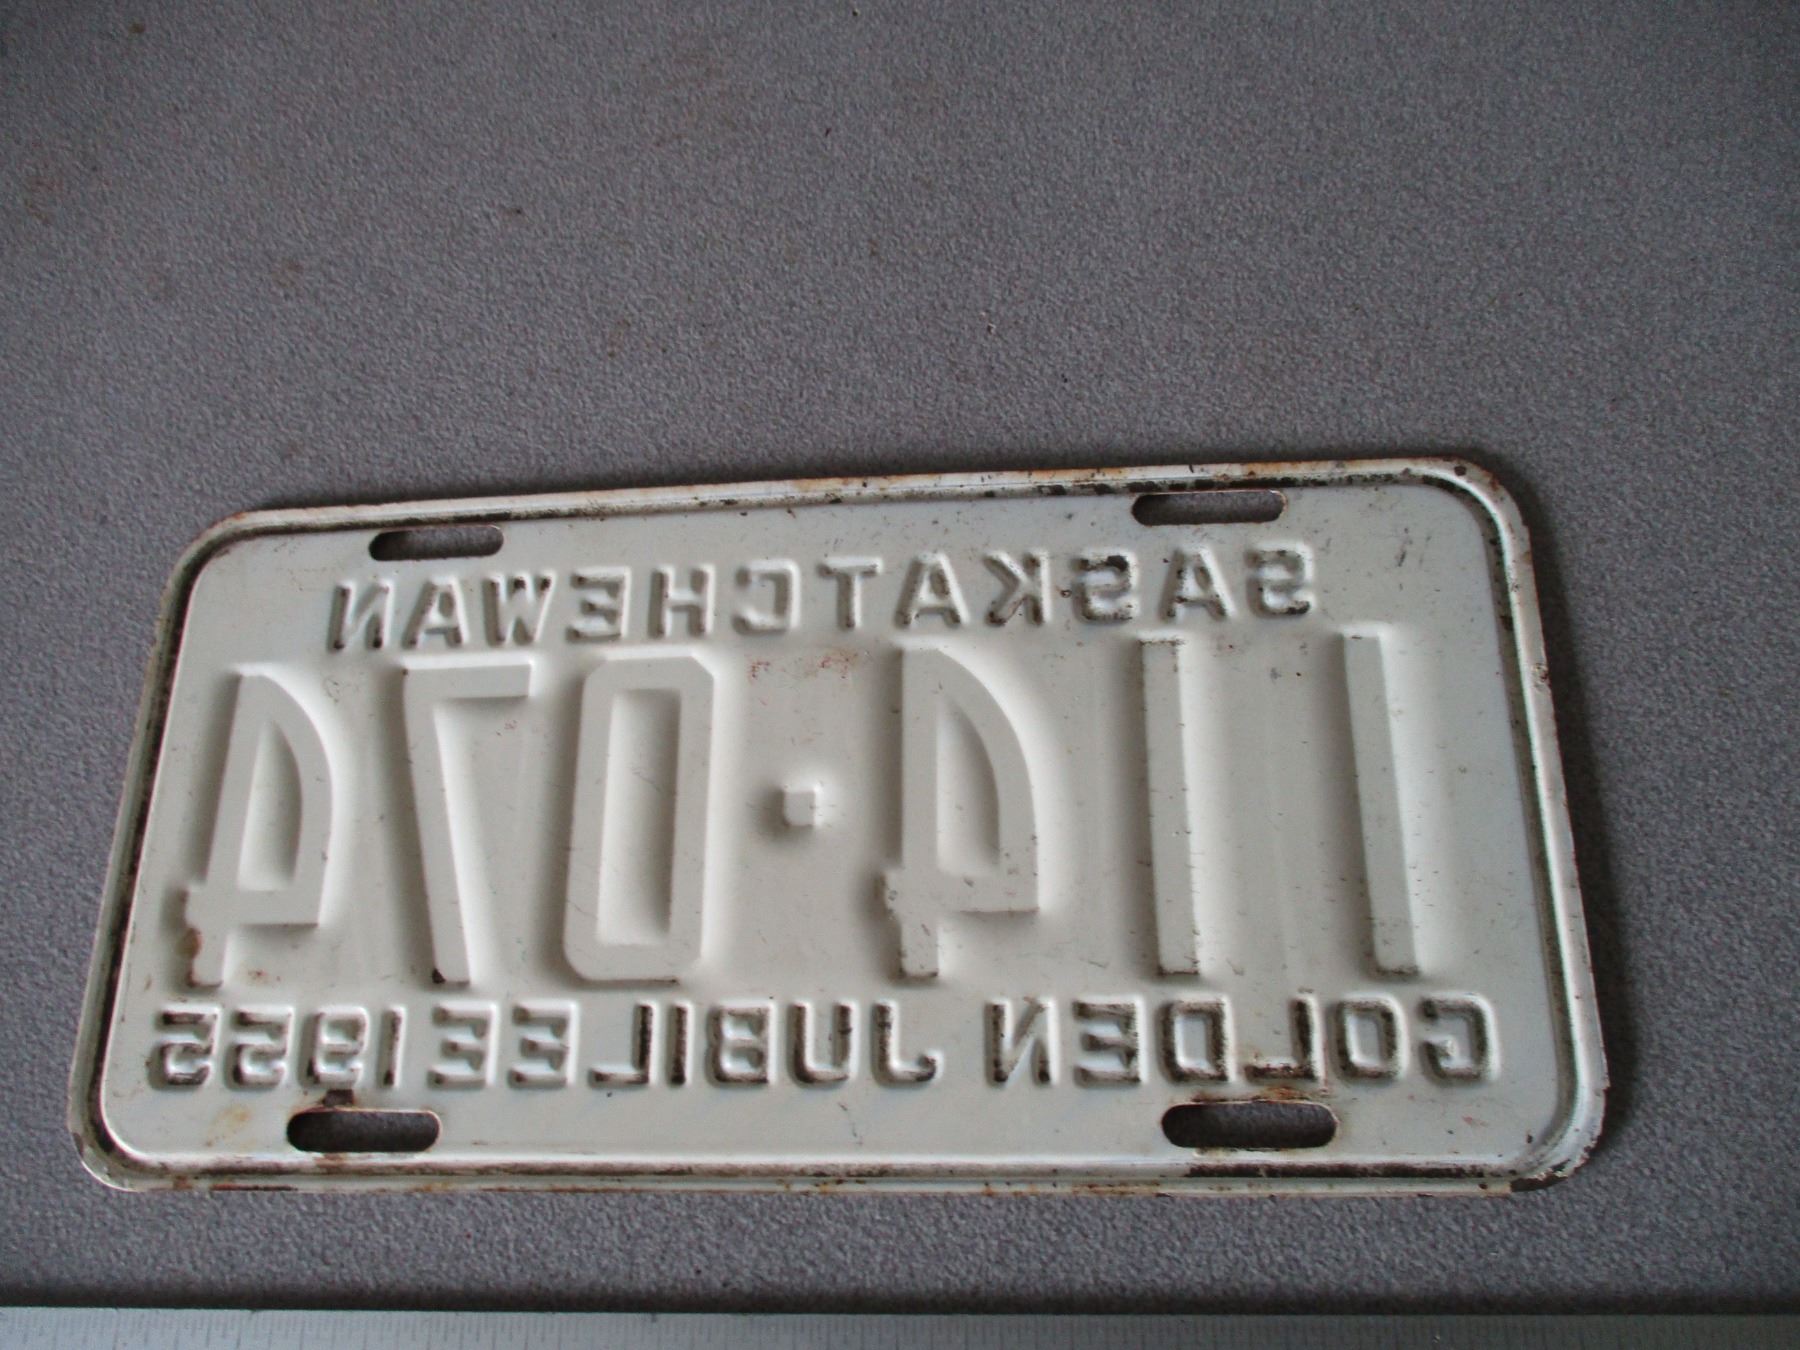 SASKATCHEWAN
114·074
GOLDEN JUBILEE 1955